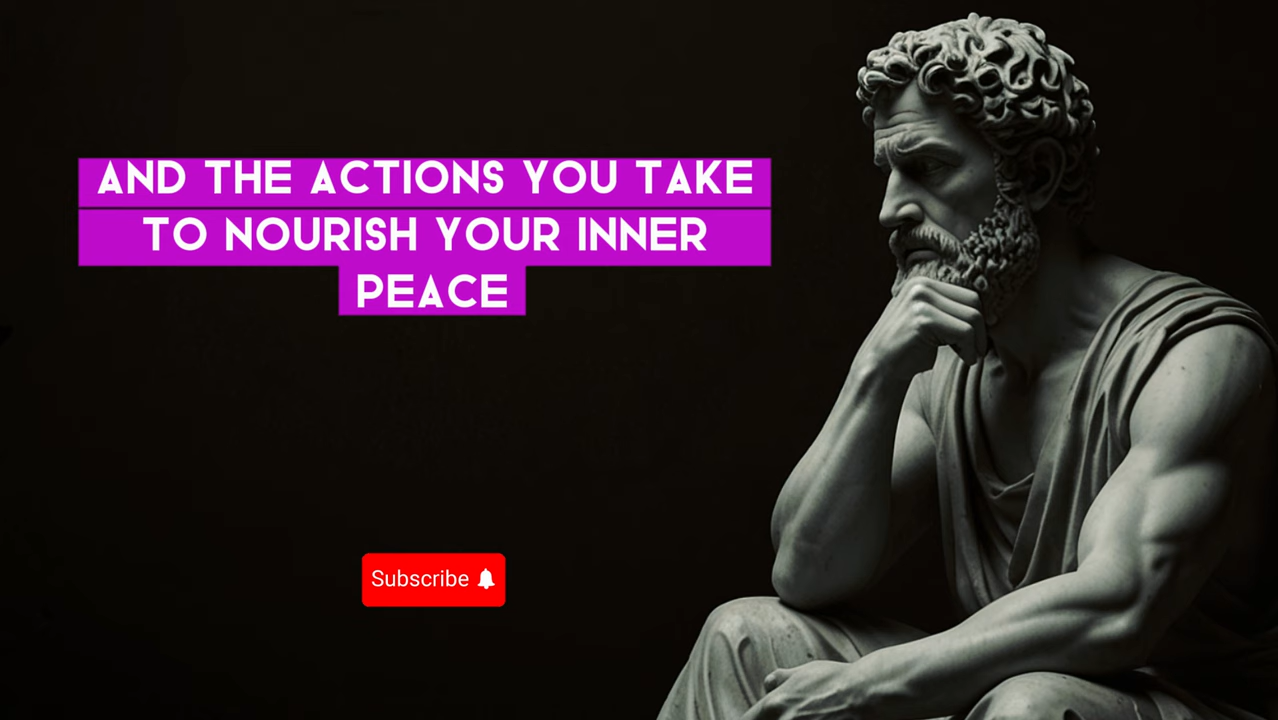 AND THE ACTIONS YOU TAKE
TO NOURISH YOUR INNER
PEACE
Subscribe